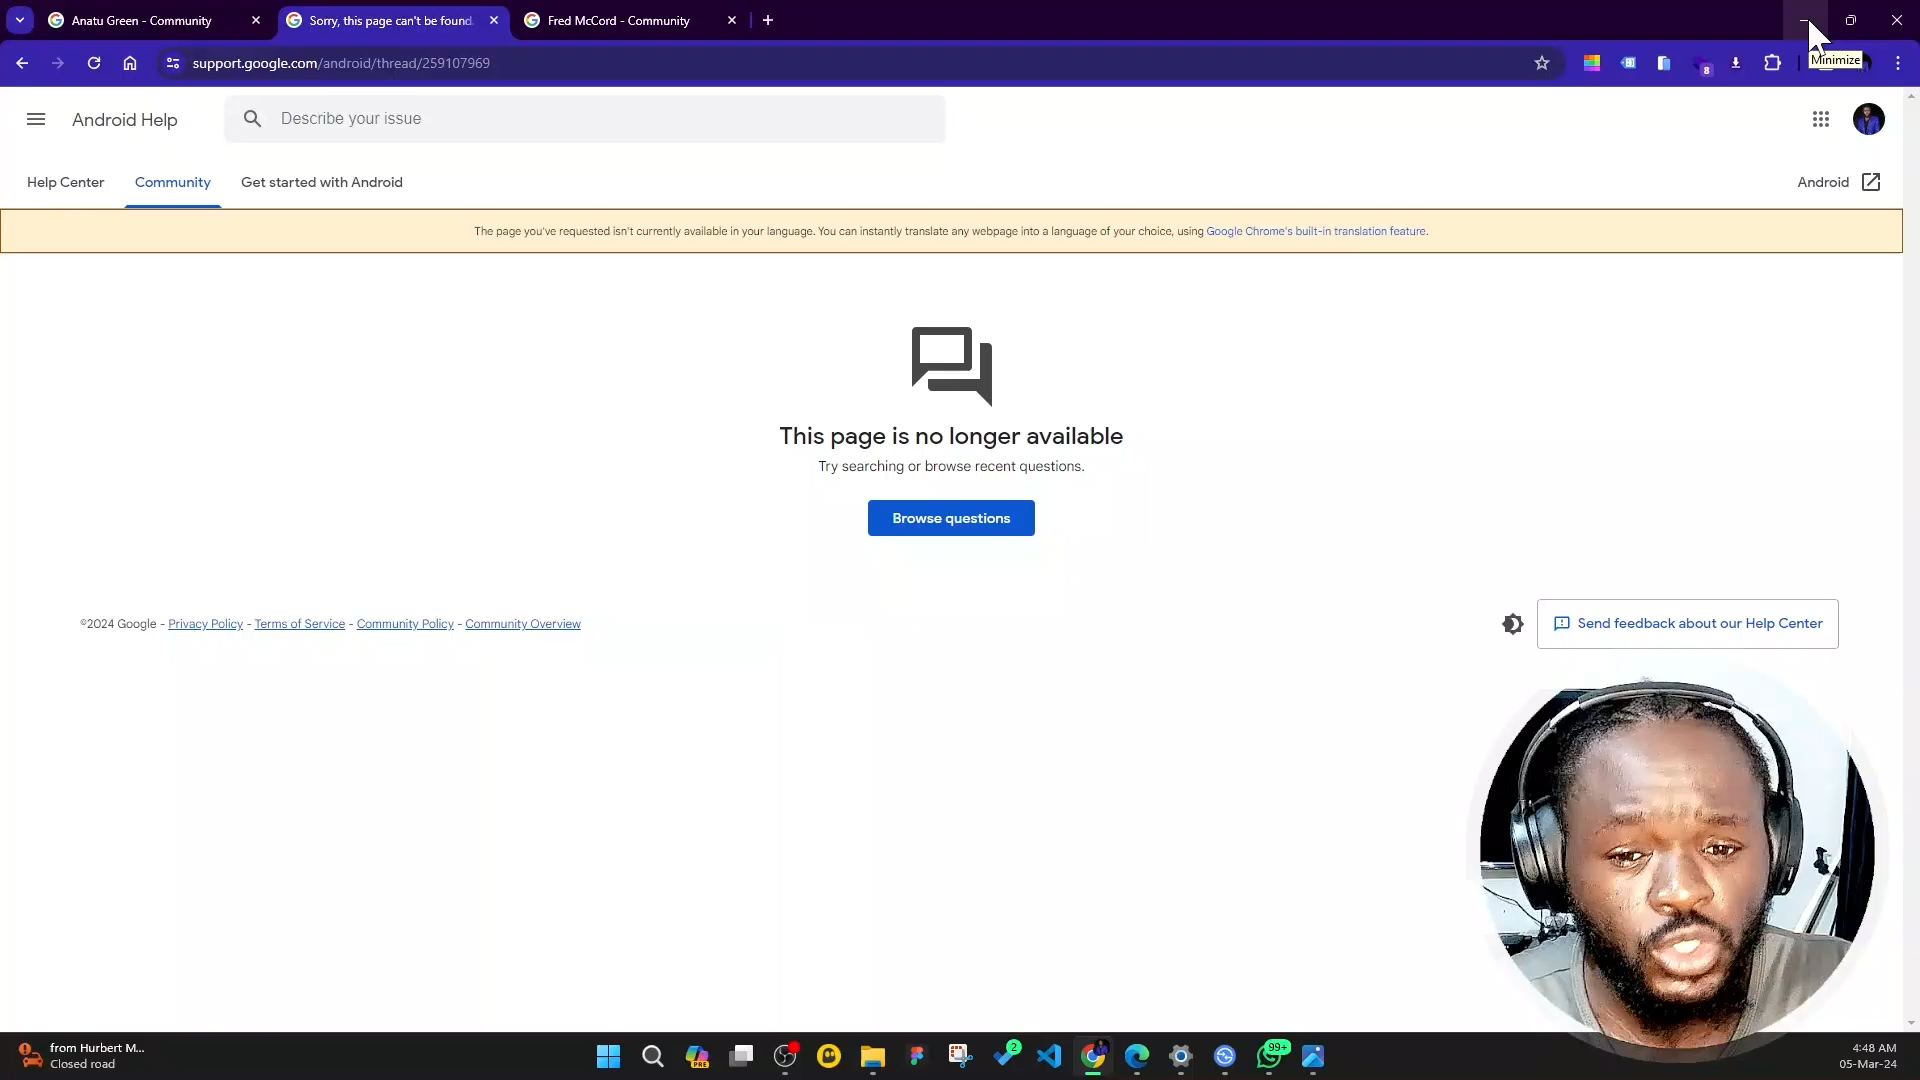 Anatu Green - Community
Sorry, this page can't be found.
Fred McCord - Community
Minimize
support.google.com/android/thread/259107969
8
Android Help
Describe your issue
Help Center
Community
Get started with Android
Android
The page you've requested isn't currently available in your language. You can instantly translate any webpage into a language of your choice, using Google Chrome's built-in translation feature.
This page is no longer available
Try searching or browse recent questions.
Browse questions
©2024 Google - Privacy Policy - Terms of Service - Community Policy - Community Overview
Send feedback about our Help Center
from Hurbert M...
Closed road
PRE
2
99+
4:48 AM
05-Mar-24